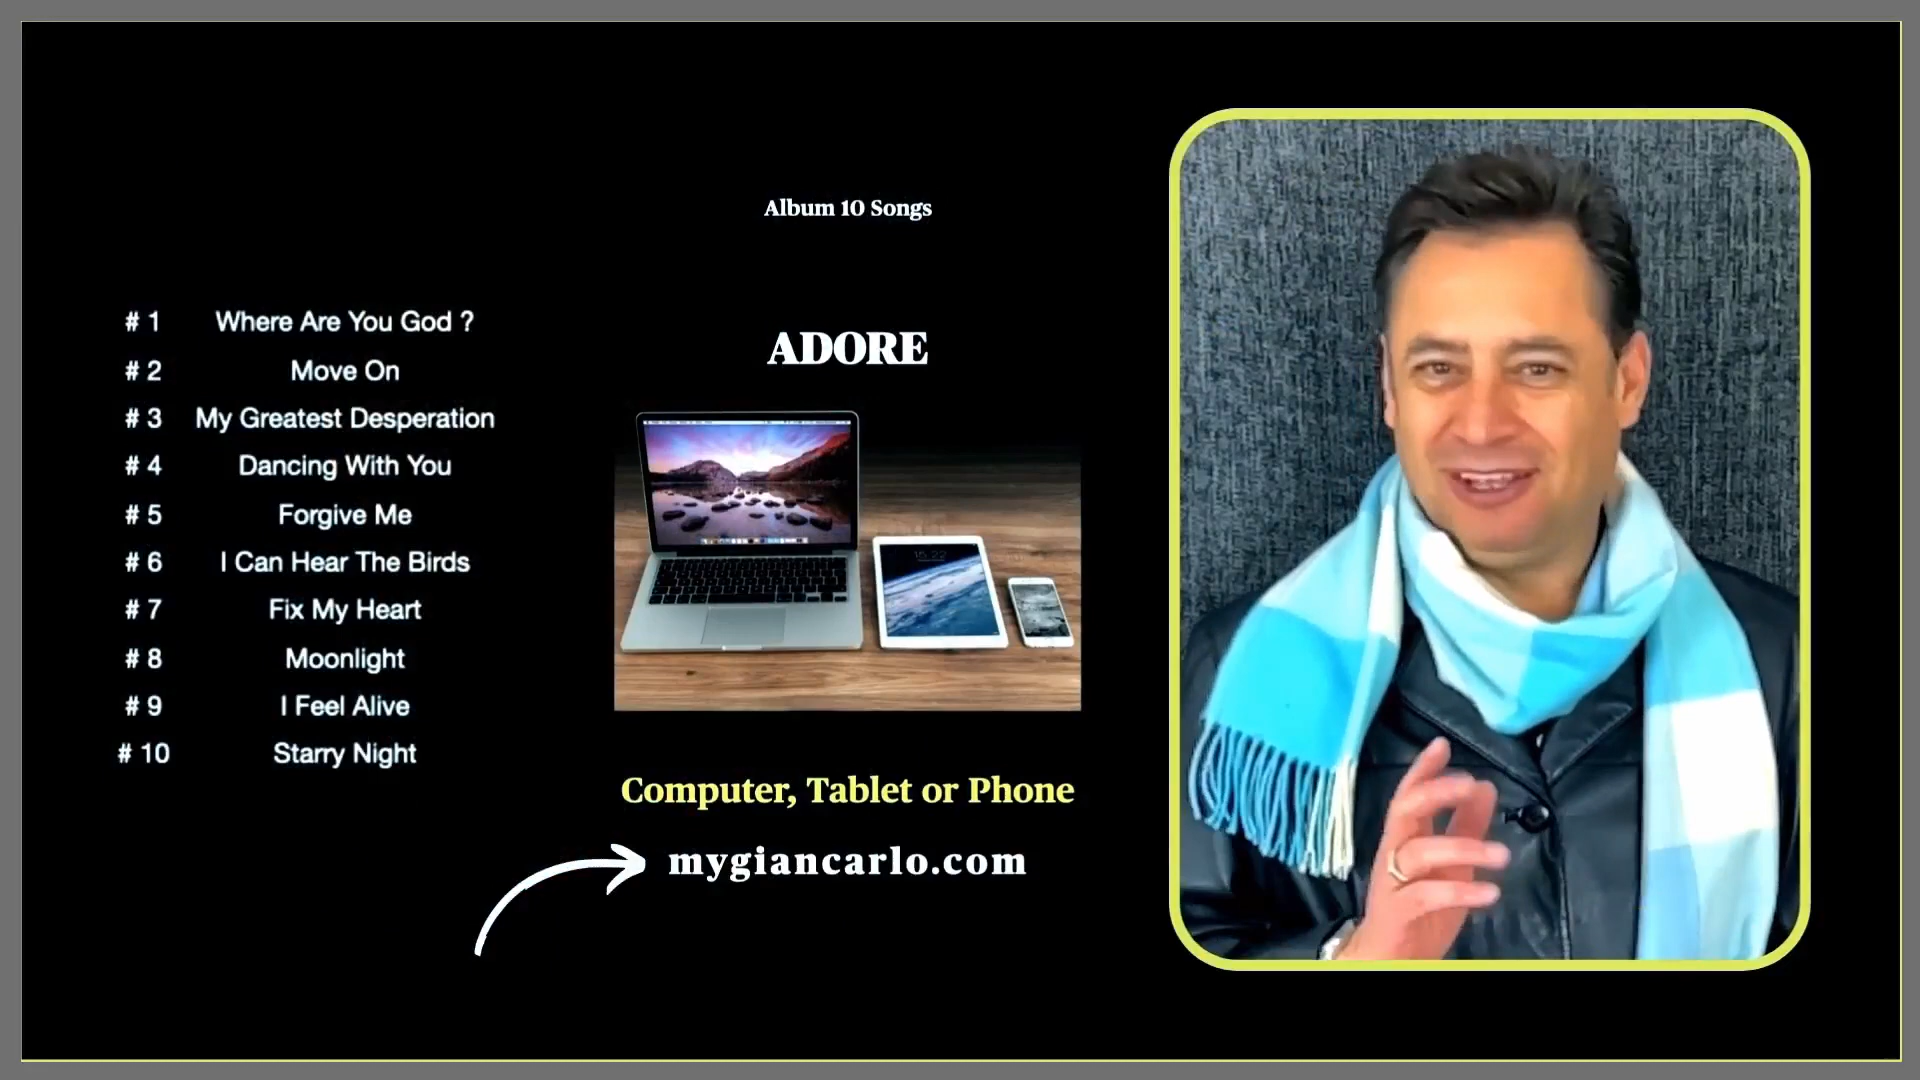 Album 10 Songs
ADORE
# 1 Where Are You God ?
# 2 Move On
# 3 My Greatest Desperation
# 4 Dancing With You
# 5 Forgive Me
# 6 I Can Hear The Birds
# 7 Fix My Heart
# 8 Moonlight
# 9 I Feel Alive
# 10 Starry Night
15 22
Computer, Tablet or Phone
mygiancarlo.com